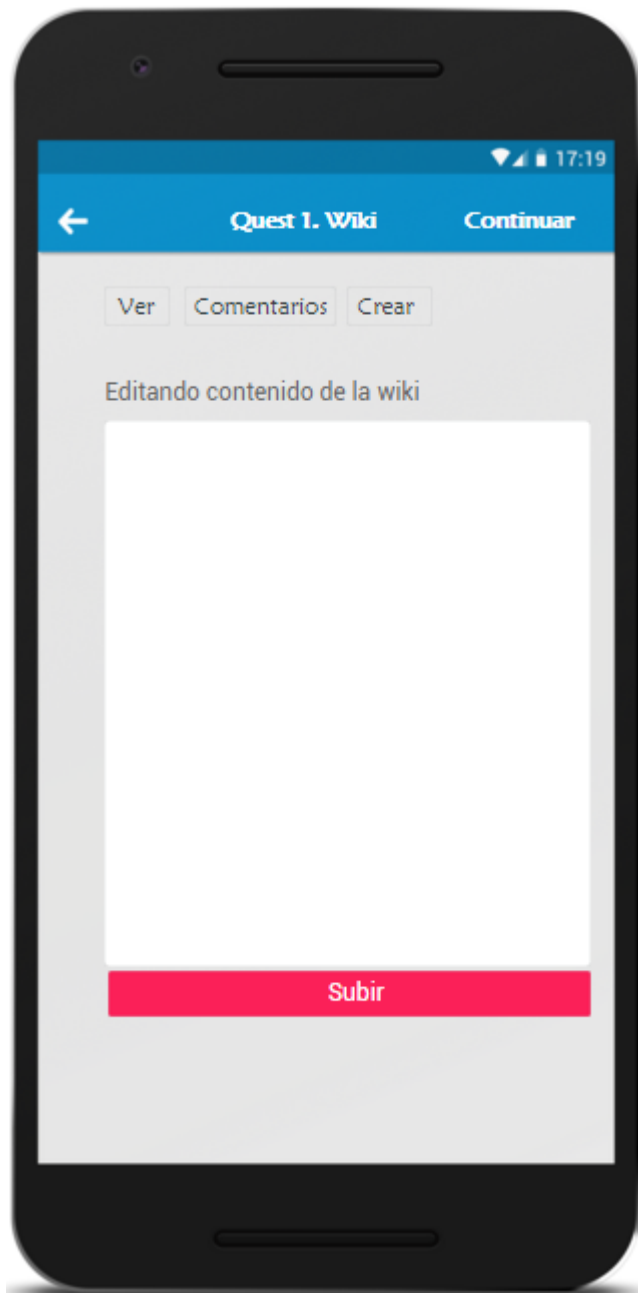 17:19
Quest 1. Wiki Continuar
Ver Comentarios Crear
Editando contenido de la wiki
Subir